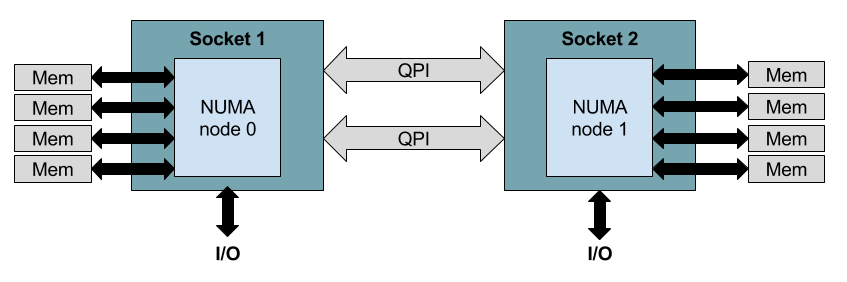 Socket 1
Mem
Mem
Mem
Mem
NUMA
node 0
I/O
QPI
QPI
Socket 2
NUMA
node 1
Mem
Mem
Mem
Mem
I/O